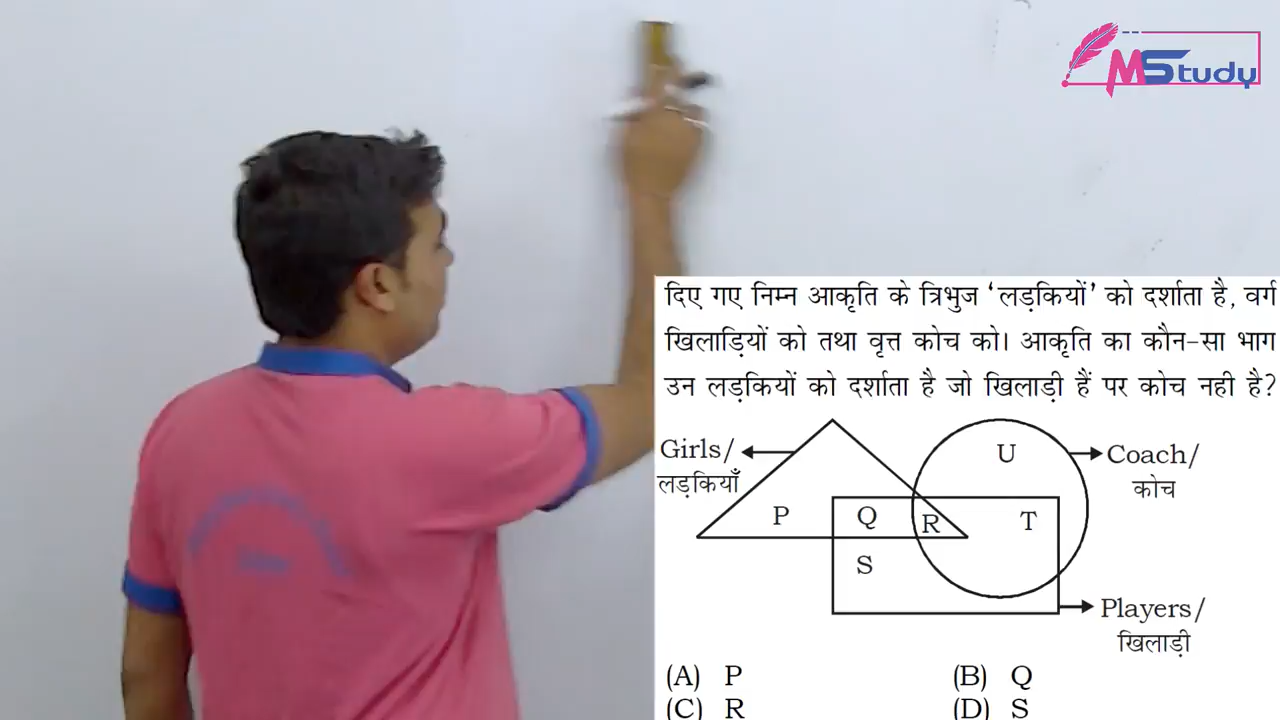 MStudy
दिए गए निम्न आकृति के त्रिभुज ‘लड़कियों’ को दर्शाता है, वर्ग
खिलाड़ियों को तथा वृत्त कोच को। आकृति का कौन-सा भाग
उन लड़कियों को दर्शाता है जो खिलाड़ी हैं पर कोच नही है?
Girls/
लड़कियाँ
U
Coach/
कोच
P
Q
R
T
S
Players/
खिलाड़ी
(A) P
(B) Q
(C) R
(D) S